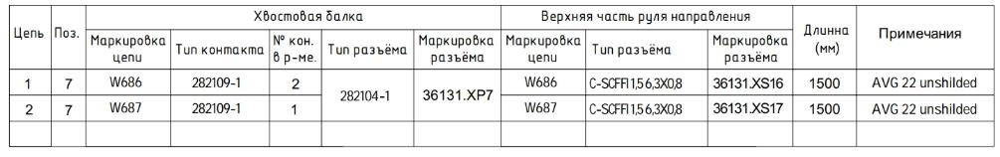 Цепь Поз. Хвостовая балка Верхняя часть руля направления Длинна (мм) Примечания
Маркировка цепи Тип контакта № кон. в р-ме. Тип разъёма Маркировка разъёма Маркировка цепи Тип разъёма Маркировка разъёма
1 7 W686 282109-1 2 282104-1 36131.XP7 W686 C-SCFFI1,5 6,3X0,8 36131.XS16 1500 AVG 22 unshilded
2 7 W687 282109-1 1 W687 C-SCFFI1,5 6,3X0,8 36131.XS17 1500 AVG 22 unshilded